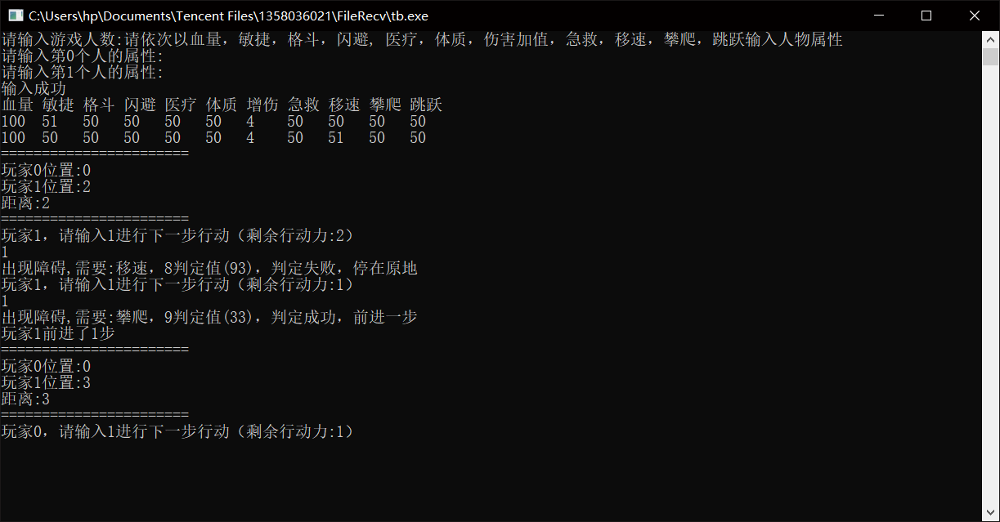 C:\Users\hp\Documents\Tencent Files\1358036021\FileRecv\tb.exe
请输入游戏人数:请依次以血量，敏捷，格斗，闪避, 医疗，体质，伤害加值，急救，移速，攀爬，跳跃输入人物属性
请输入第0个人的属性:
请输入第1个人的属性:
输入成功
血量 敏捷 格斗 闪避 医疗 体质 增伤 急救 移速 攀爬 跳跃
100 51 50 50 50 50 4 50 50 50 50
100 50 50 50 50 50 4 50 51 50 50
=======================
玩家0位置:0
玩家1位置:2
距离:2
=======================
玩家1，请输入1进行下一步行动（剩余行动力:2）
1
出现障碍,需要:移速，8判定值(93)，判定失败，停在原地
玩家1，请输入1进行下一步行动（剩余行动力:1）
1
出现障碍,需要:攀爬，9判定值(33)，判定成功，前进一步
玩家1前进了1步
=======================
玩家0位置:0
玩家1位置:3
距离:3
=======================
玩家0，请输入1进行下一步行动（剩余行动力:1）